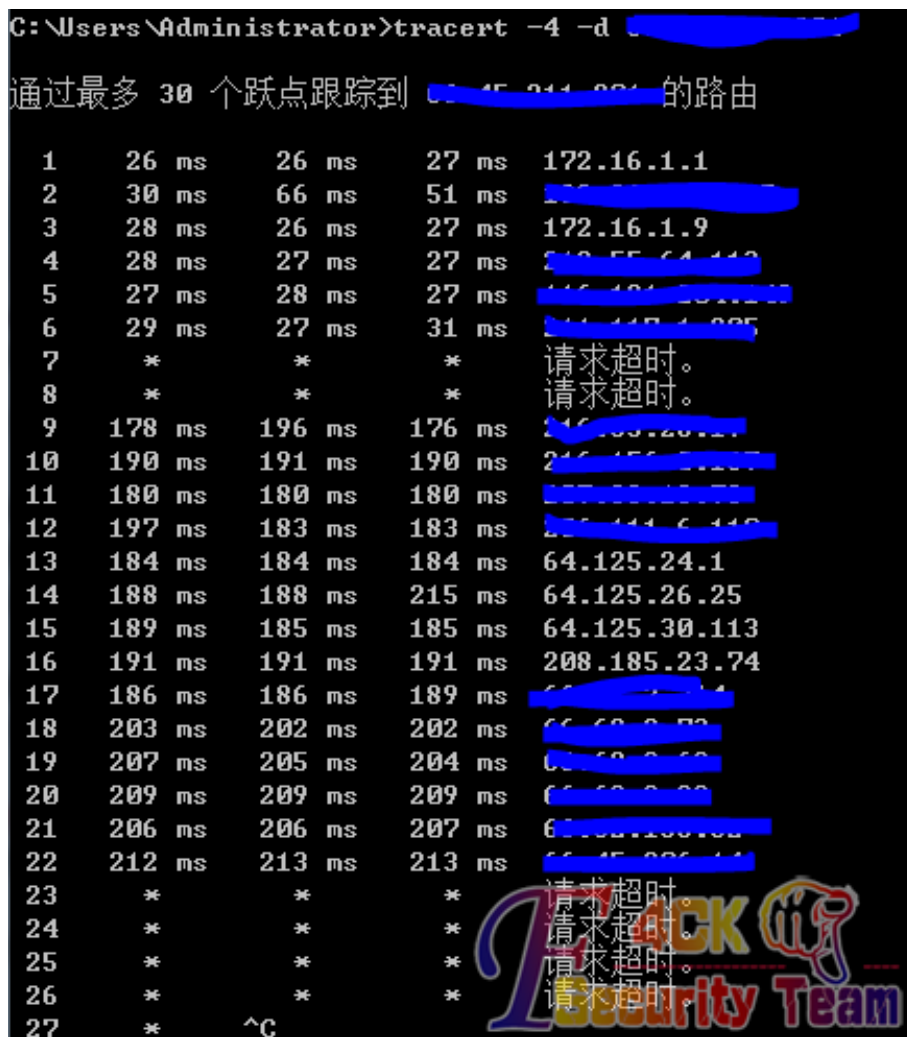 C:\Users\Administrator>tracert -4 -d
通过最多 30 个跃点跟踪到 的路由
1 26 ms 26 ms 27 ms 172.16.1.1
2 30 ms 66 ms 51 ms
3 28 ms 26 ms 27 ms 172.16.1.9
4 28 ms 27 ms 27 ms
5 27 ms 28 ms 27 ms
6 29 ms 27 ms 31 ms
7 * * * 请求超时。
8 * * * 请求超时。
9 178 ms 196 ms 176 ms
10 190 ms 191 ms 190 ms
11 180 ms 180 ms 180 ms
12 197 ms 183 ms 183 ms
13 184 ms 184 ms 184 ms 64.125.24.1
14 188 ms 188 ms 215 ms 64.125.26.25
15 189 ms 185 ms 185 ms 64.125.30.113
16 191 ms 191 ms 191 ms 208.185.23.74
17 186 ms 186 ms 189 ms
18 203 ms 202 ms 202 ms
19 207 ms 205 ms 204 ms
20 209 ms 209 ms 209 ms
21 206 ms 206 ms 207 ms
22 212 ms 213 ms 213 ms
23 * * * 请求超时。
24 * * * 请求超时。
25 * * * 请求超时。
26 * * * 请求超时。
27 * ^C
F4CK
Security Team